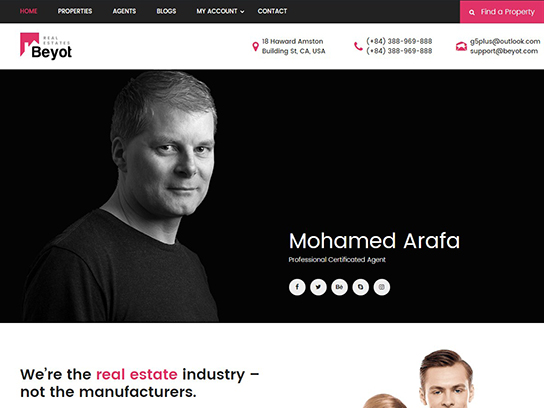 HOME PROPERTIES AGENTS BLOGS MY ACCOUNT CONTACT Find a Property
REAL
ESTATES
Beyot
18 Haward Amston
Building St, CA, USA
(+84) 388-969-888
(+84) 388-969-888
g5plus@outlook.com
support@beyot.com
Mohamed Arafa
Professional Certificated Agent
f Bē
We're the real estate industry –
not the manufacturers.